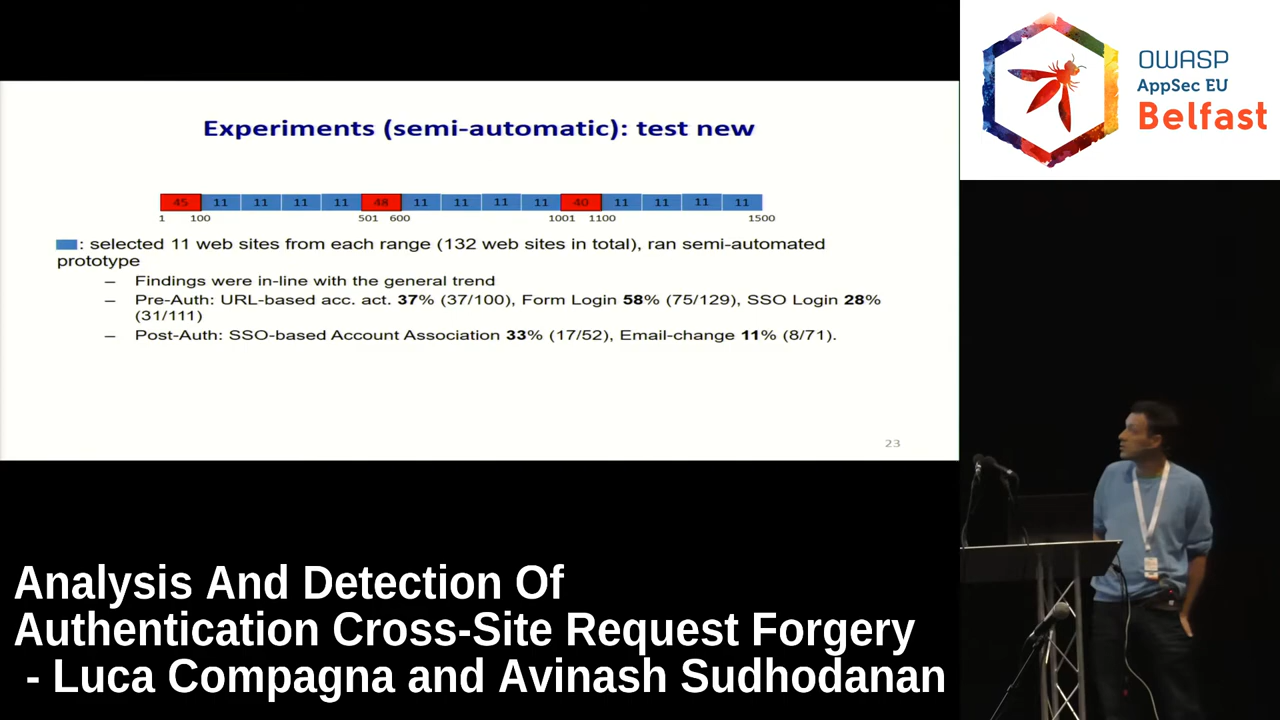 OWASP
AppSec EU
Belfast
Experiments (semi-automatic): test new
45 11 11 11 11 48 11 11 11 11 40 11 11 11 11
1 100 501 600 1001 1100 1500
: selected 11 web sites from each range (132 web sites in total), ran semi-automated
prototype
– Findings were in-line with the general trend
– Pre-Auth: URL-based acc. act. 37% (37/100), Form Login 58% (75/129), SSO Login 28%
(31/111)
– Post-Auth: SSO-based Account Association 33% (17/52), Email-change 11% (8/71).
23
Analysis And Detection Of
Authentication Cross-Site Request Forgery
- Luca Compagna and Avinash Sudhodanan